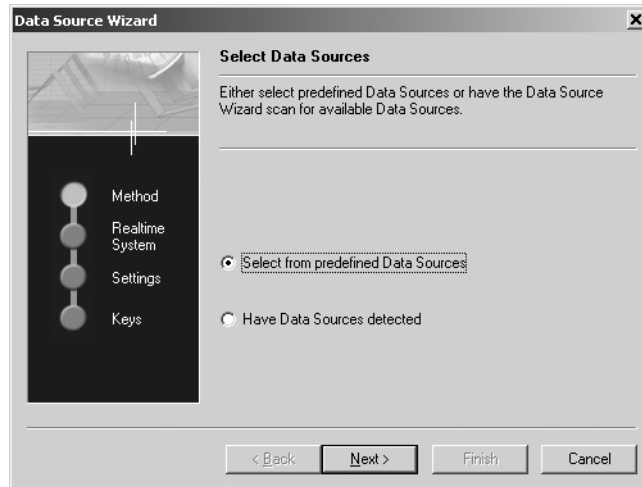 Data Source Wizard
Select Data Sources
Either select predefined Data Sources or have the Data Source
Wizard scan for available Data Sources.
Method
Realtime
System
Settings
Keys
Select from predefined Data Sources
Have Data Sources detected
< Back
Next >
Finish
Cancel